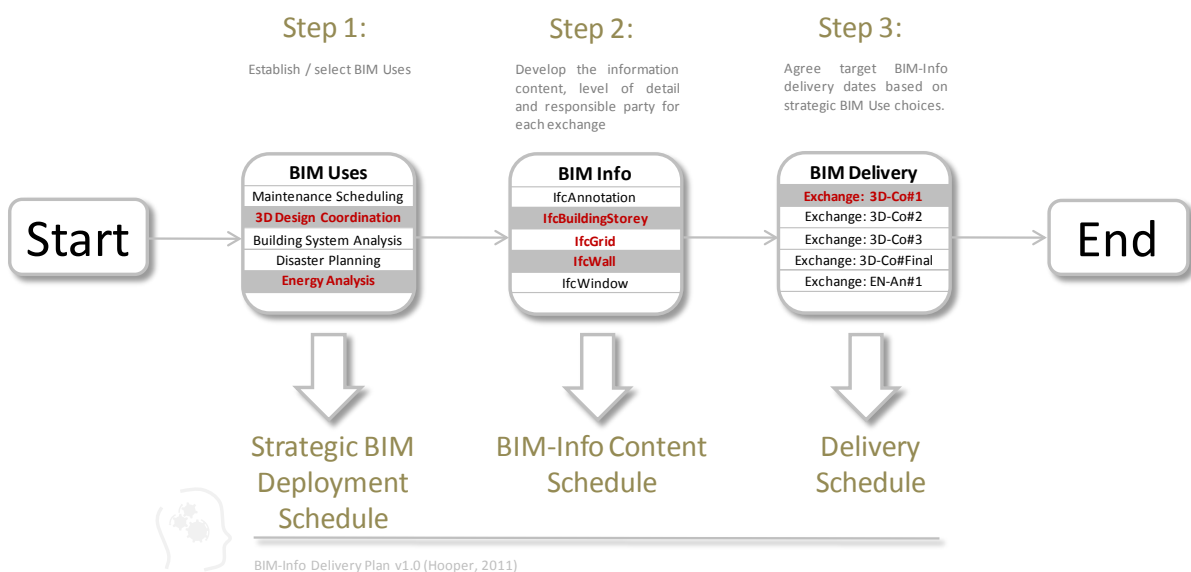 Step 1:
Step 2:
Step 3:
Establish / select BIM Uses
Develop the information
content, level of detail
and responsible party for
each exchange
Agree target BIM-Info
delivery dates based on
strategic BIM Use choices.
Start
BIM Uses
Maintenance Scheduling
3D Design Coordination
Building System Analysis
Disaster Planning
Energy Analysis
BIM Info
IfcAnnotation
IfcBuildingStorey
IfcGrid
IfcWall
IfcWindow
BIM Delivery
Exchange: 3D-Co#1
Exchange: 3D-Co#2
Exchange: 3D-Co#3
Exchange: 3D-Co#Final
Exchange: EN-An#1
End
Strategic BIM
Deployment
Schedule
BIM-Info Content
Schedule
Delivery
Schedule
BIM-Info Delivery Plan v1.0 (Hooper, 2011)